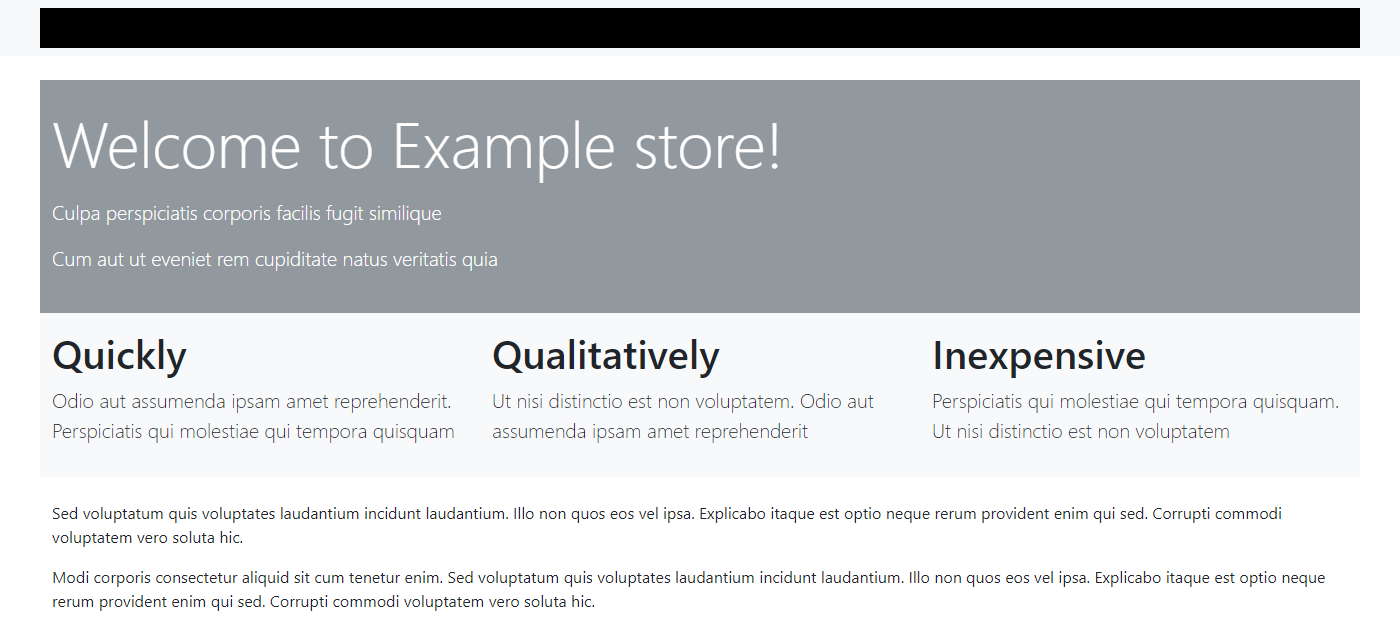 Welcome to Example store!
Culpa perspiciatis corporis facilis fugit similique
Cum aut ut eveniet rem cupiditate natus veritatis quia
Quickly
Odio aut assumenda ipsam amet reprehenderit.
Perspiciatis qui molestiae qui tempora quisquam
Qualitatively
Ut nisi distinctio est non voluptatem. Odio aut
assumenda ipsam amet reprehenderit
Inexpensive
Perspiciatis qui molestiae qui tempora quisquam.
Ut nisi distinctio est non voluptatem
Sed voluptatum quis voluptates laudantium incidunt laudantium. Illo non quos eos vel ipsa. Explicabo itaque est optio neque rerum provident enim qui sed. Corrupti commodi
voluptatem vero soluta hic.
Modi corporis consectetur aliquid sit cum tenetur enim. Sed voluptatum quis voluptates laudantium incidunt laudantium. Illo non quos eos vel ipsa. Explicabo itaque est optio neque
rerum provident enim qui sed. Corrupti commodi voluptatem vero soluta hic.